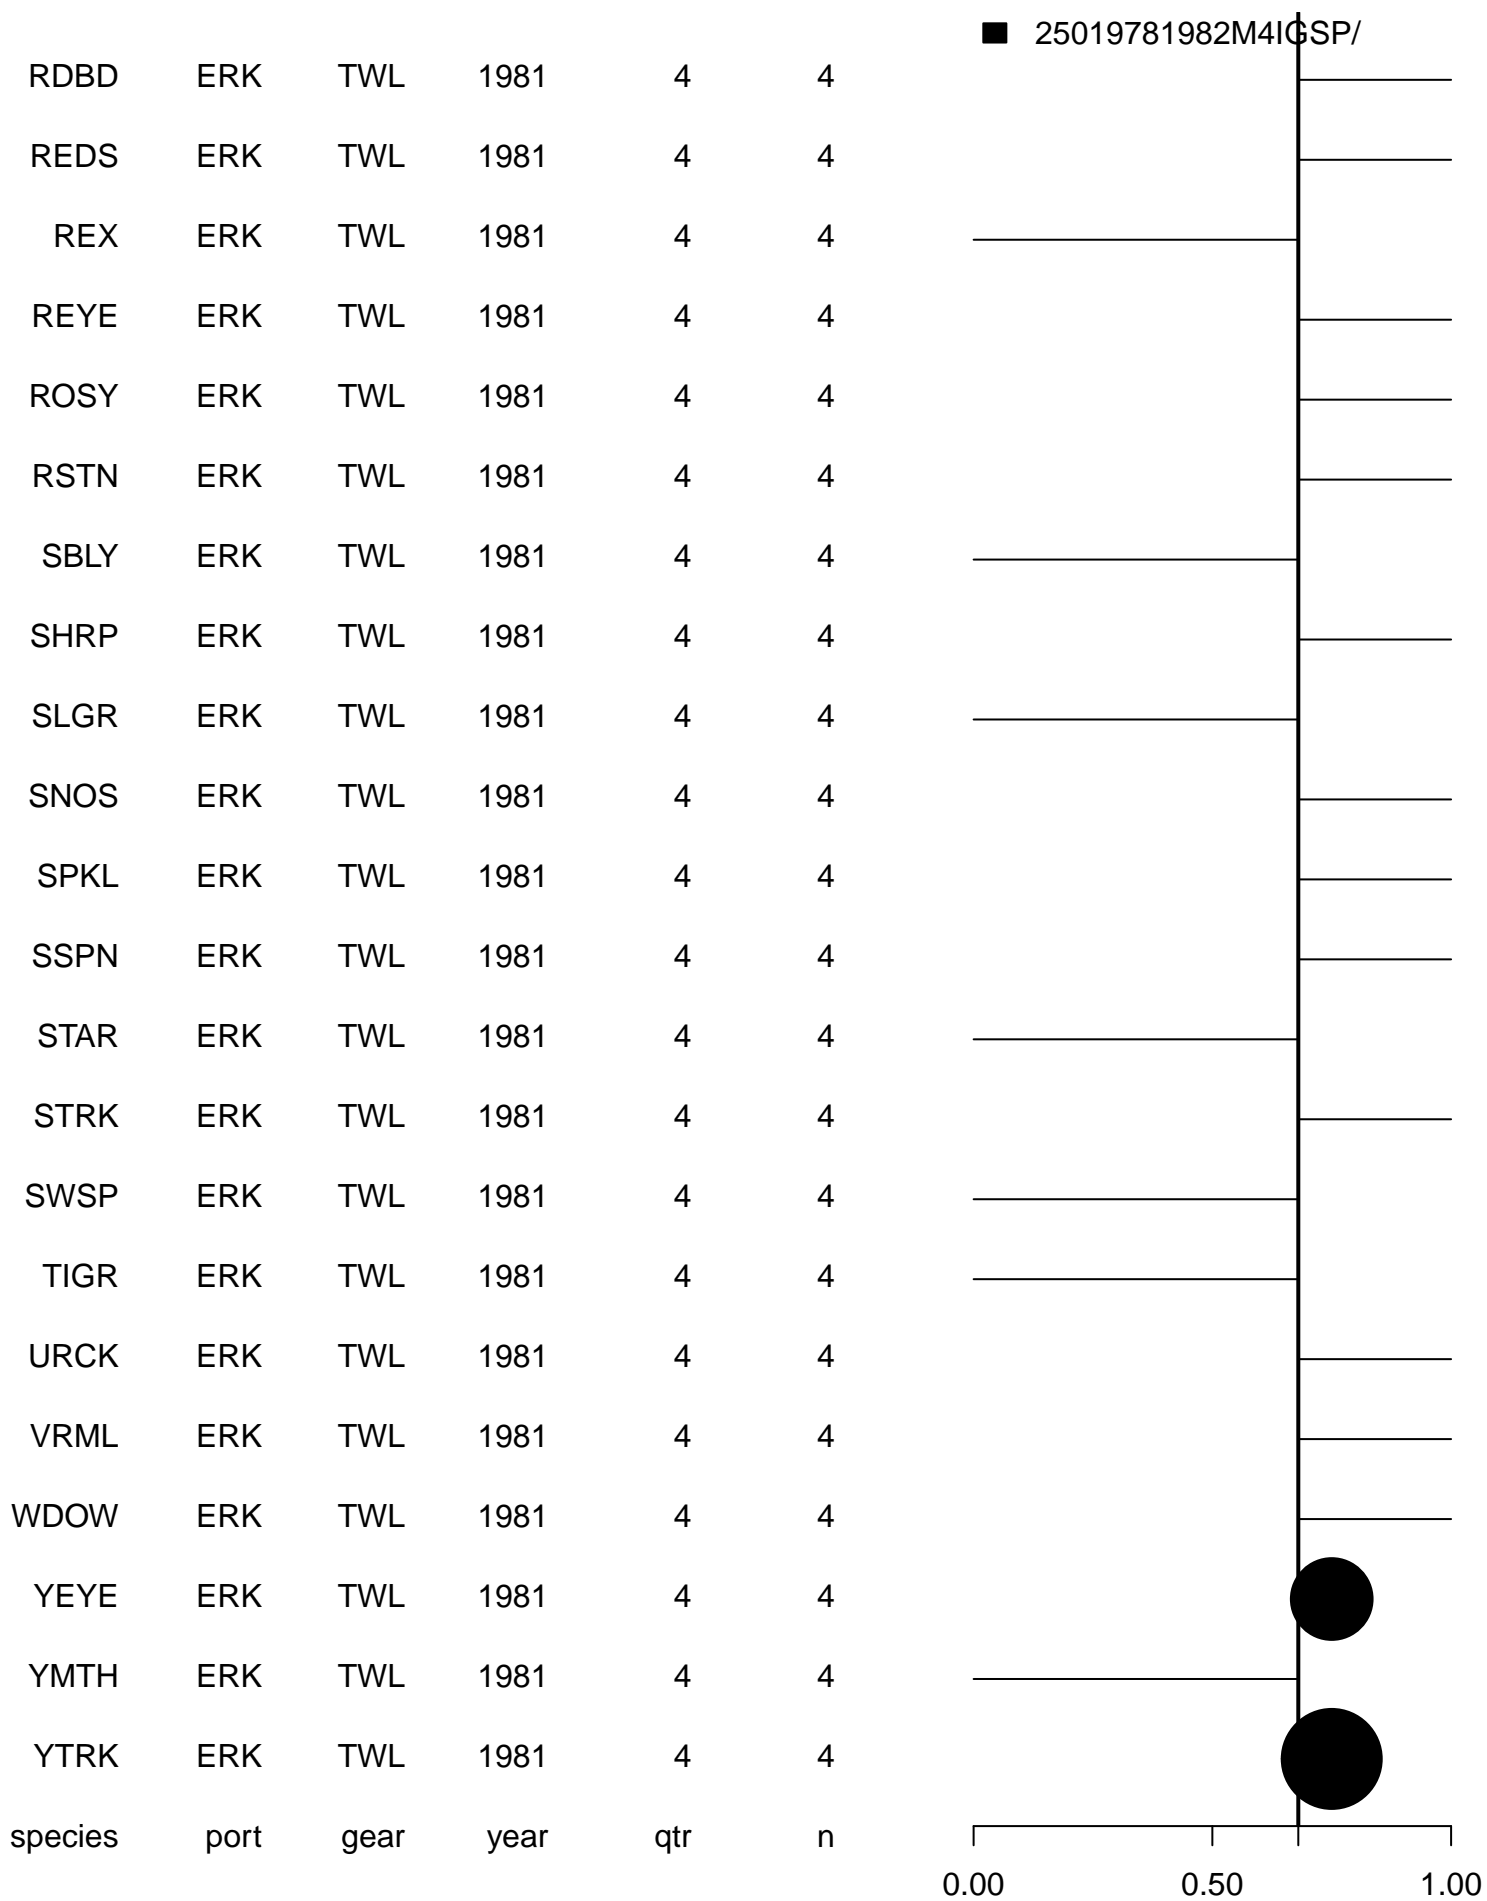 25019781982M4IGSP/
RDBD ERK TWL 1981 4 4
REDS ERK TWL 1981 4 4
REX ERK TWL 1981 4 4
REYE ERK TWL 1981 4 4
ROSY ERK TWL 1981 4 4
RSTN ERK TWL 1981 4 4
SBLY ERK TWL 1981 4 4
SHRP ERK TWL 1981 4 4
SLGR ERK TWL 1981 4 4
SNOS ERK TWL 1981 4 4
SPKL ERK TWL 1981 4 4
SSPN ERK TWL 1981 4 4
STAR ERK TWL 1981 4 4
STRK ERK TWL 1981 4 4
SWSP ERK TWL 1981 4 4
TIGR ERK TWL 1981 4 4
URCK ERK TWL 1981 4 4
VRML ERK TWL 1981 4 4
WDOW ERK TWL 1981 4 4
YEYE ERK TWL 1981 4 4
YMTH ERK TWL 1981 4 4
YTRK ERK TWL 1981 4 4
species port gear year qtr n
0.00 0.50 1.00